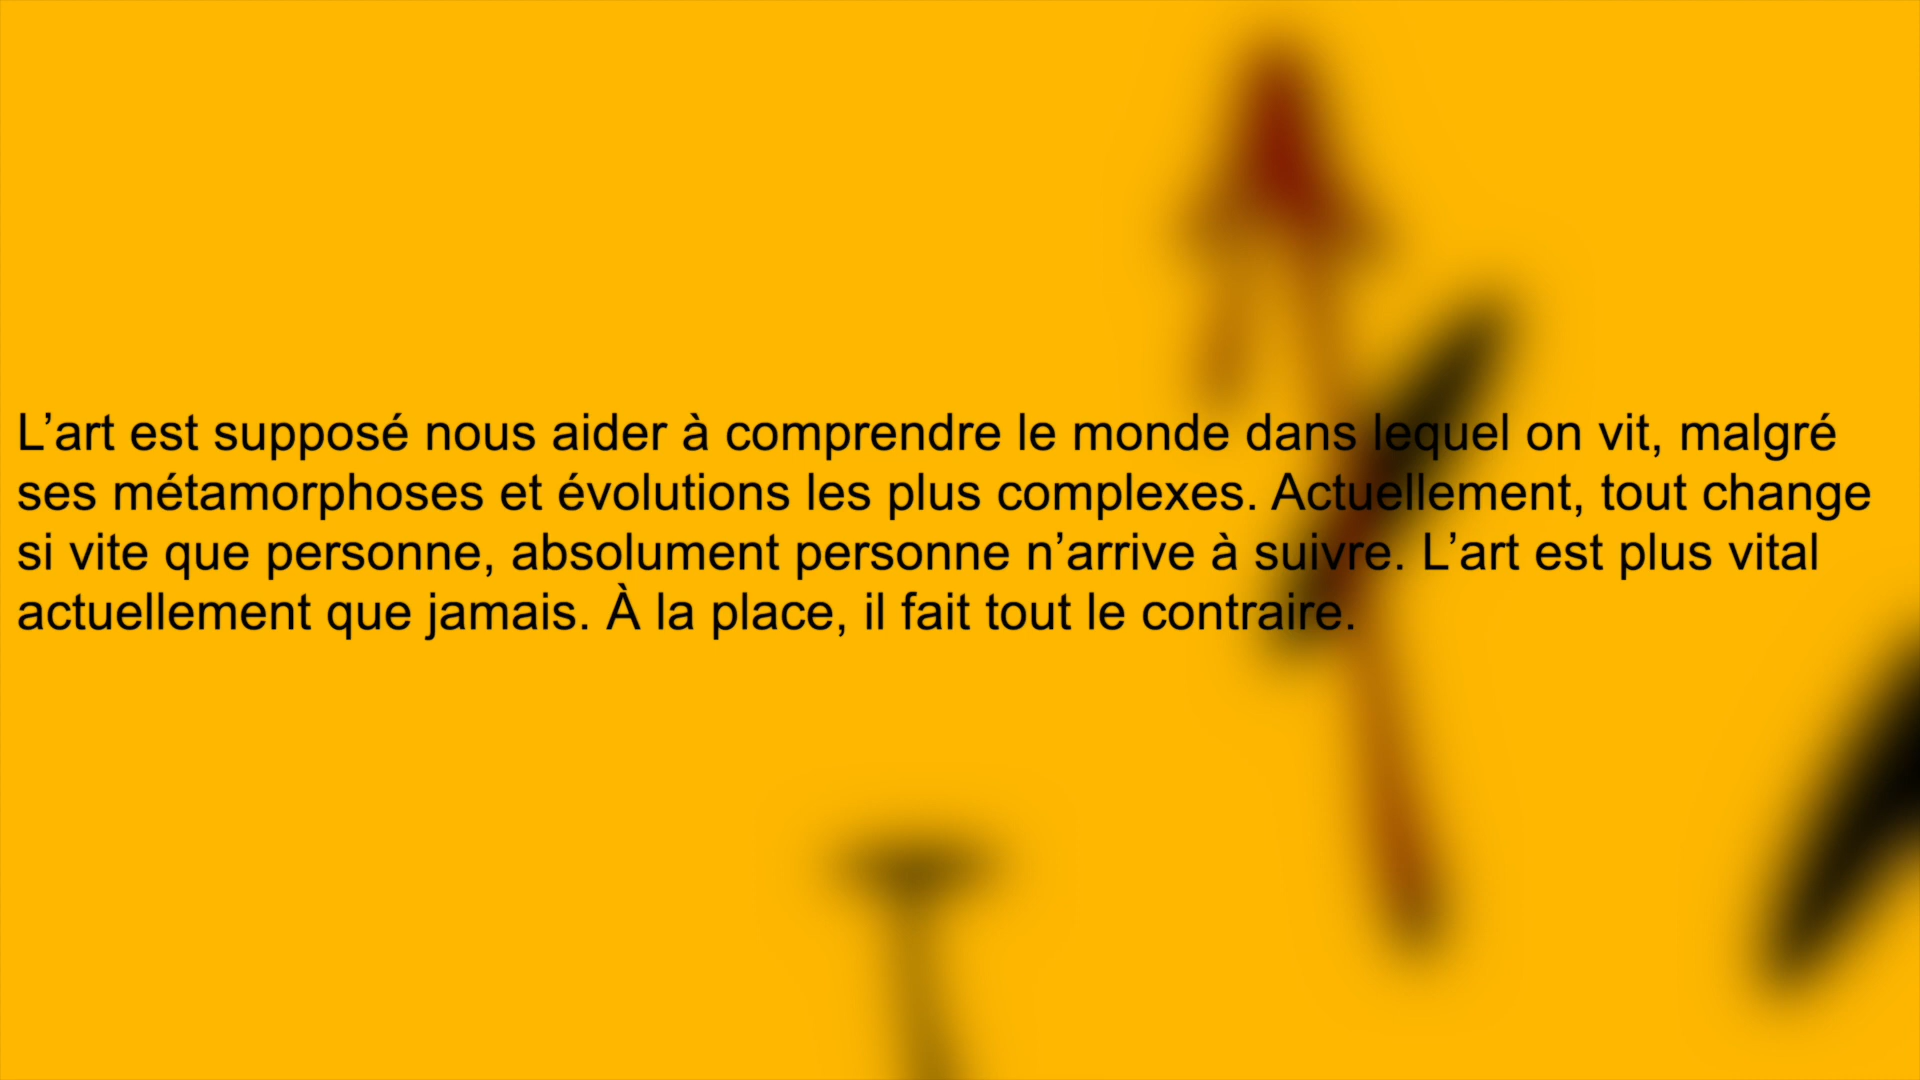 L’art est supposé nous aider à comprendre le monde dans lequel on vit, malgré
ses métamorphoses et évolutions les plus complexes. Actuellement, tout change
si vite que personne, absolument personne n’arrive à suivre. L’art est plus vital
actuellement que jamais. À la place, il fait tout le contraire.